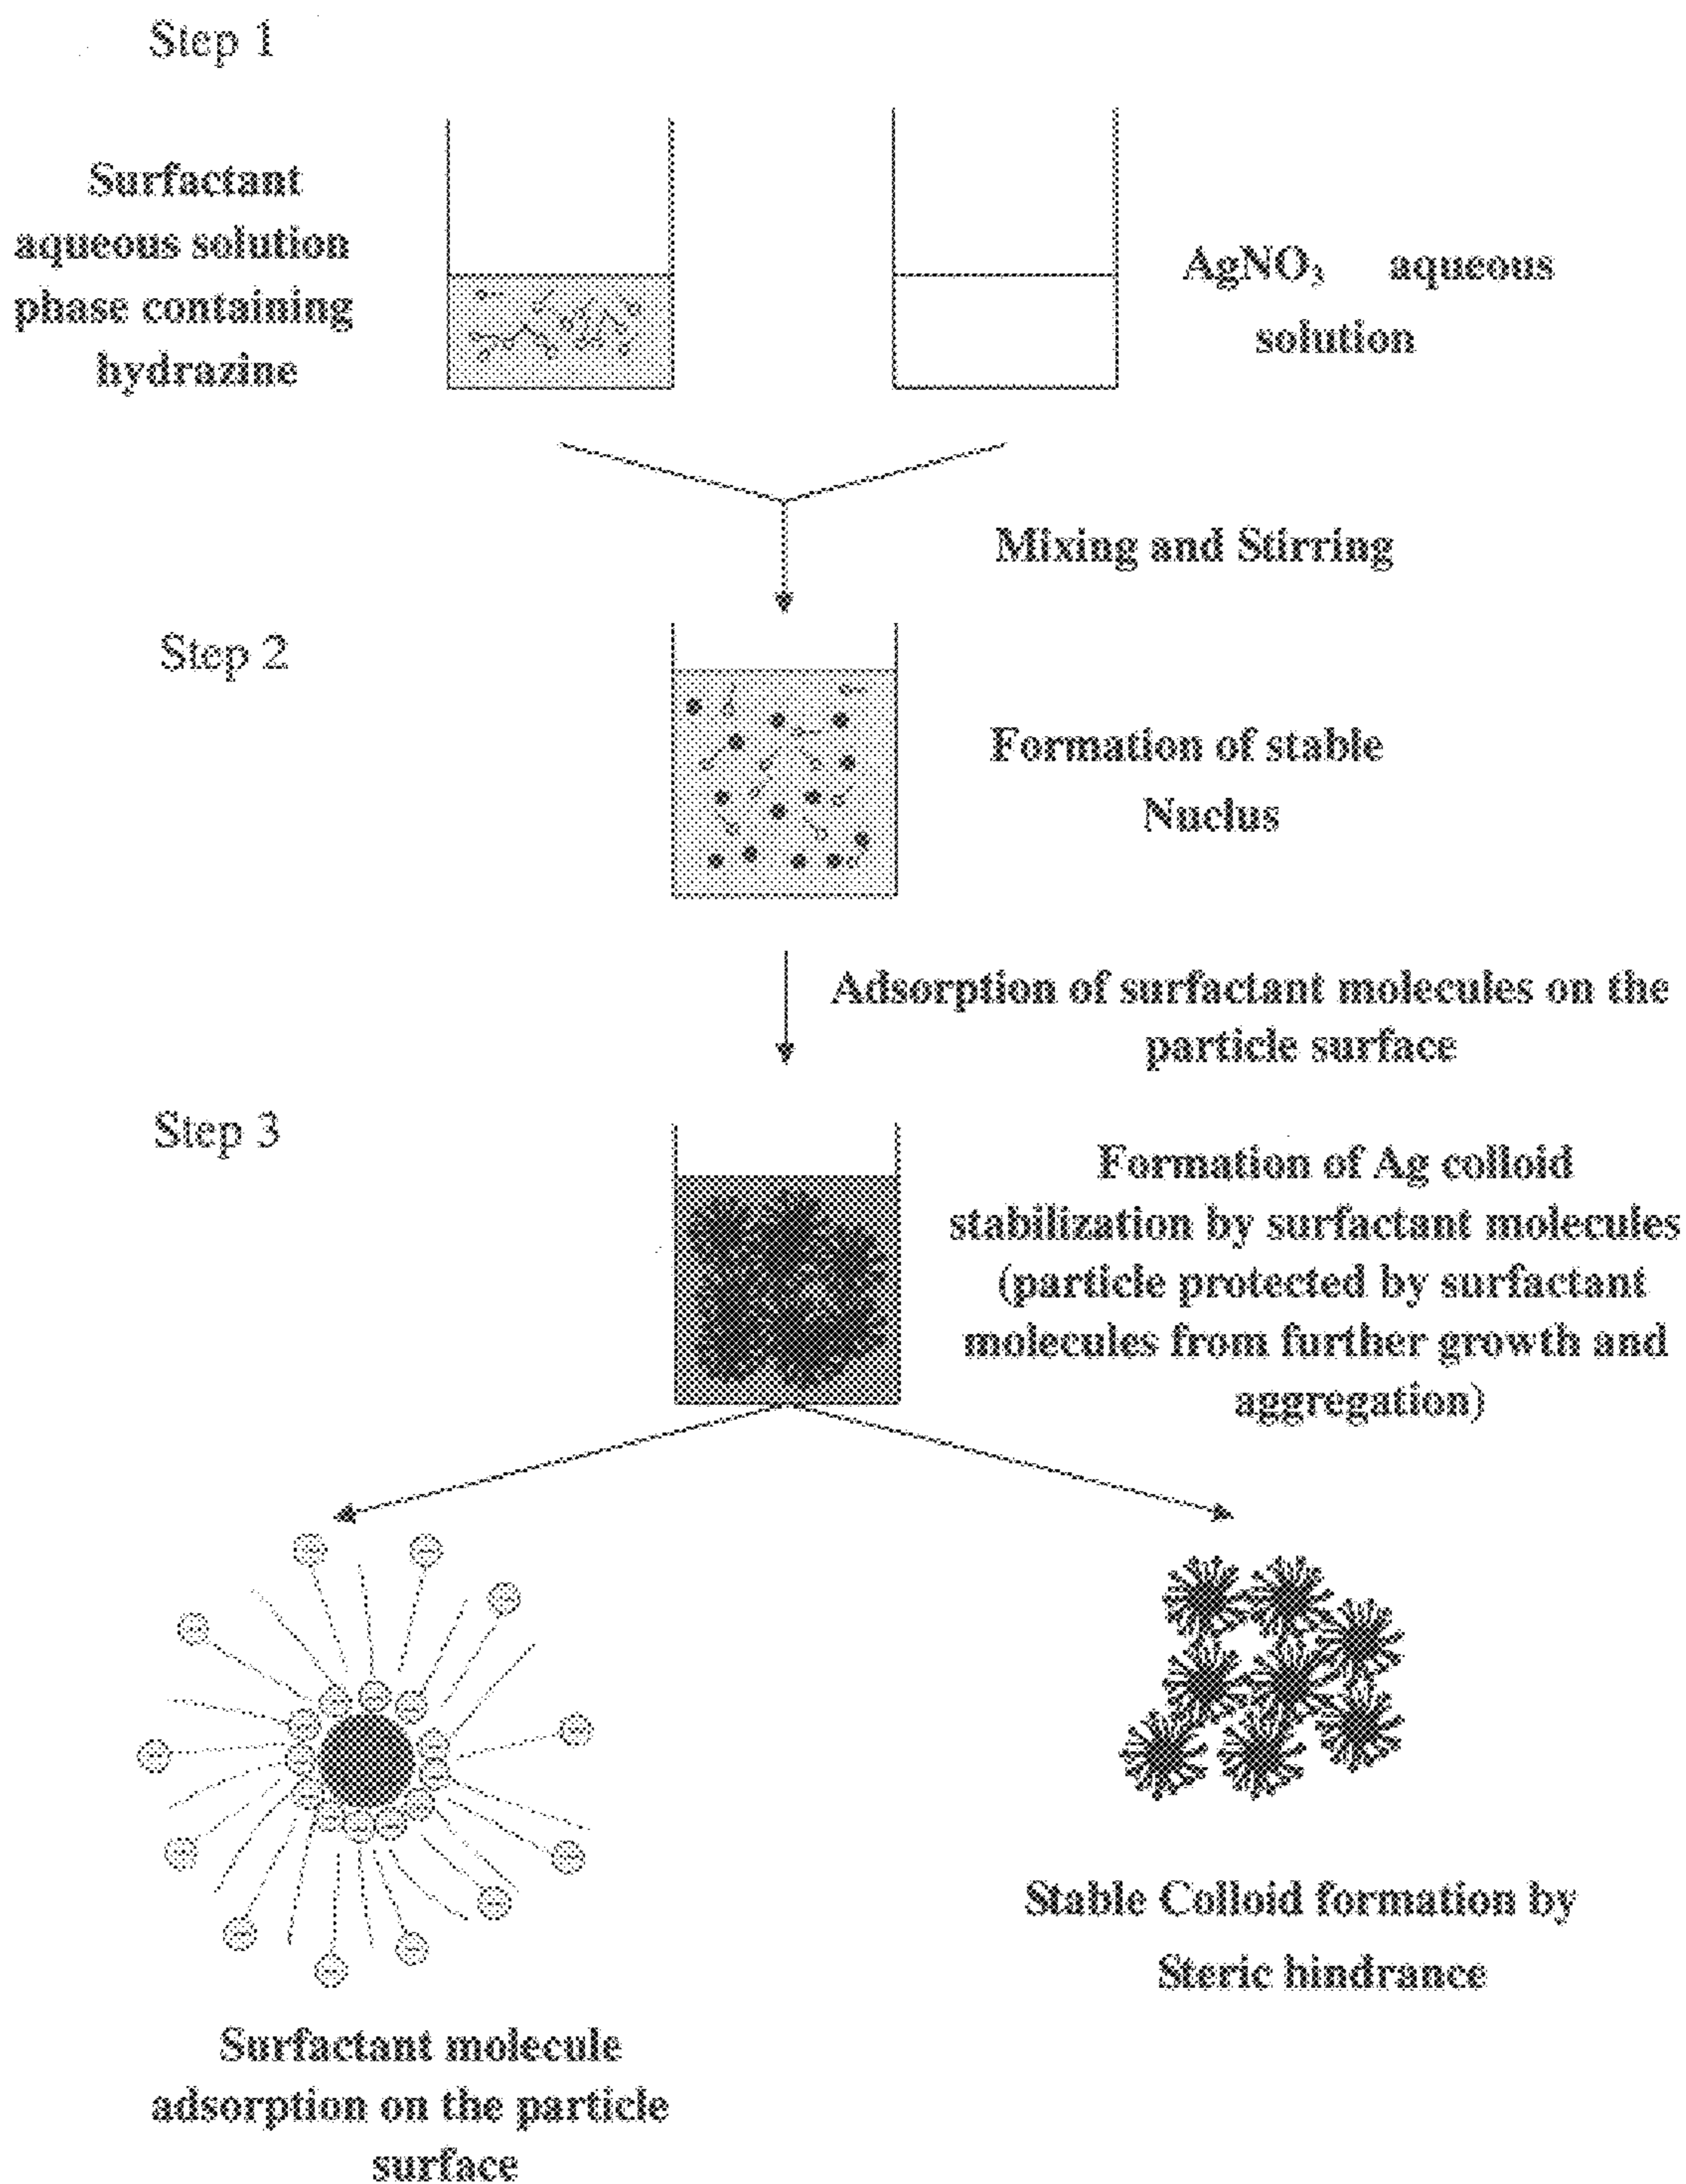 Step 1
Surfactant
aqueous solution
phase containing
hydrazine
AgNO₃ aqueous
solution
Mixing and Stirring
Step 2
Formation of stable
Nuclus
Adsorption of surfactant molecules on the
particle surface
Step 3
Formation of Ag colloid
stabilization by surfactant molecules
(particle protected by surfactant
molecules from further growth and
aggregation)
Stable Colloid formation by
Steric hindrance
Surfactant molecule
adsorption on the particle
surface